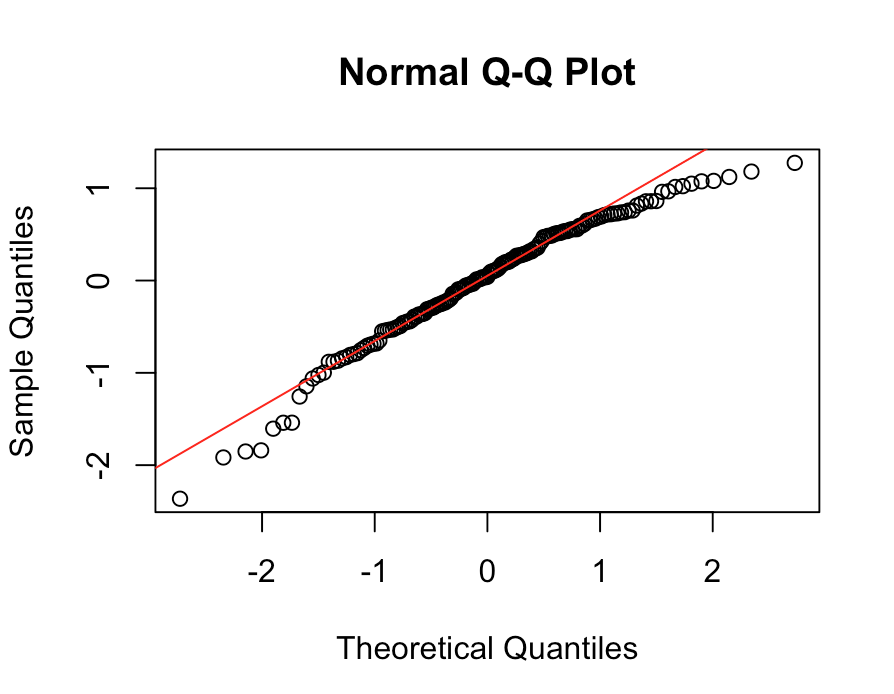 Normal Q-Q Plot
Sample Quantiles
1
0
-1
-2
-2 -1 0 1 2
Theoretical Quantiles